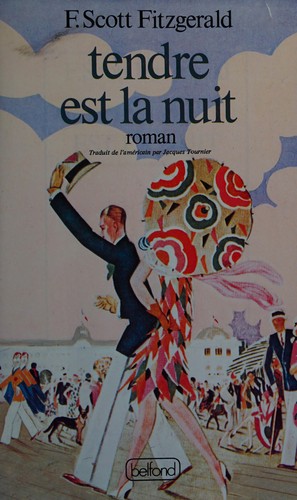 F. Scott Fitzgerald
tendre
est la nuit
roman
Traduit de l'américain par Jacques Tournier
belfond